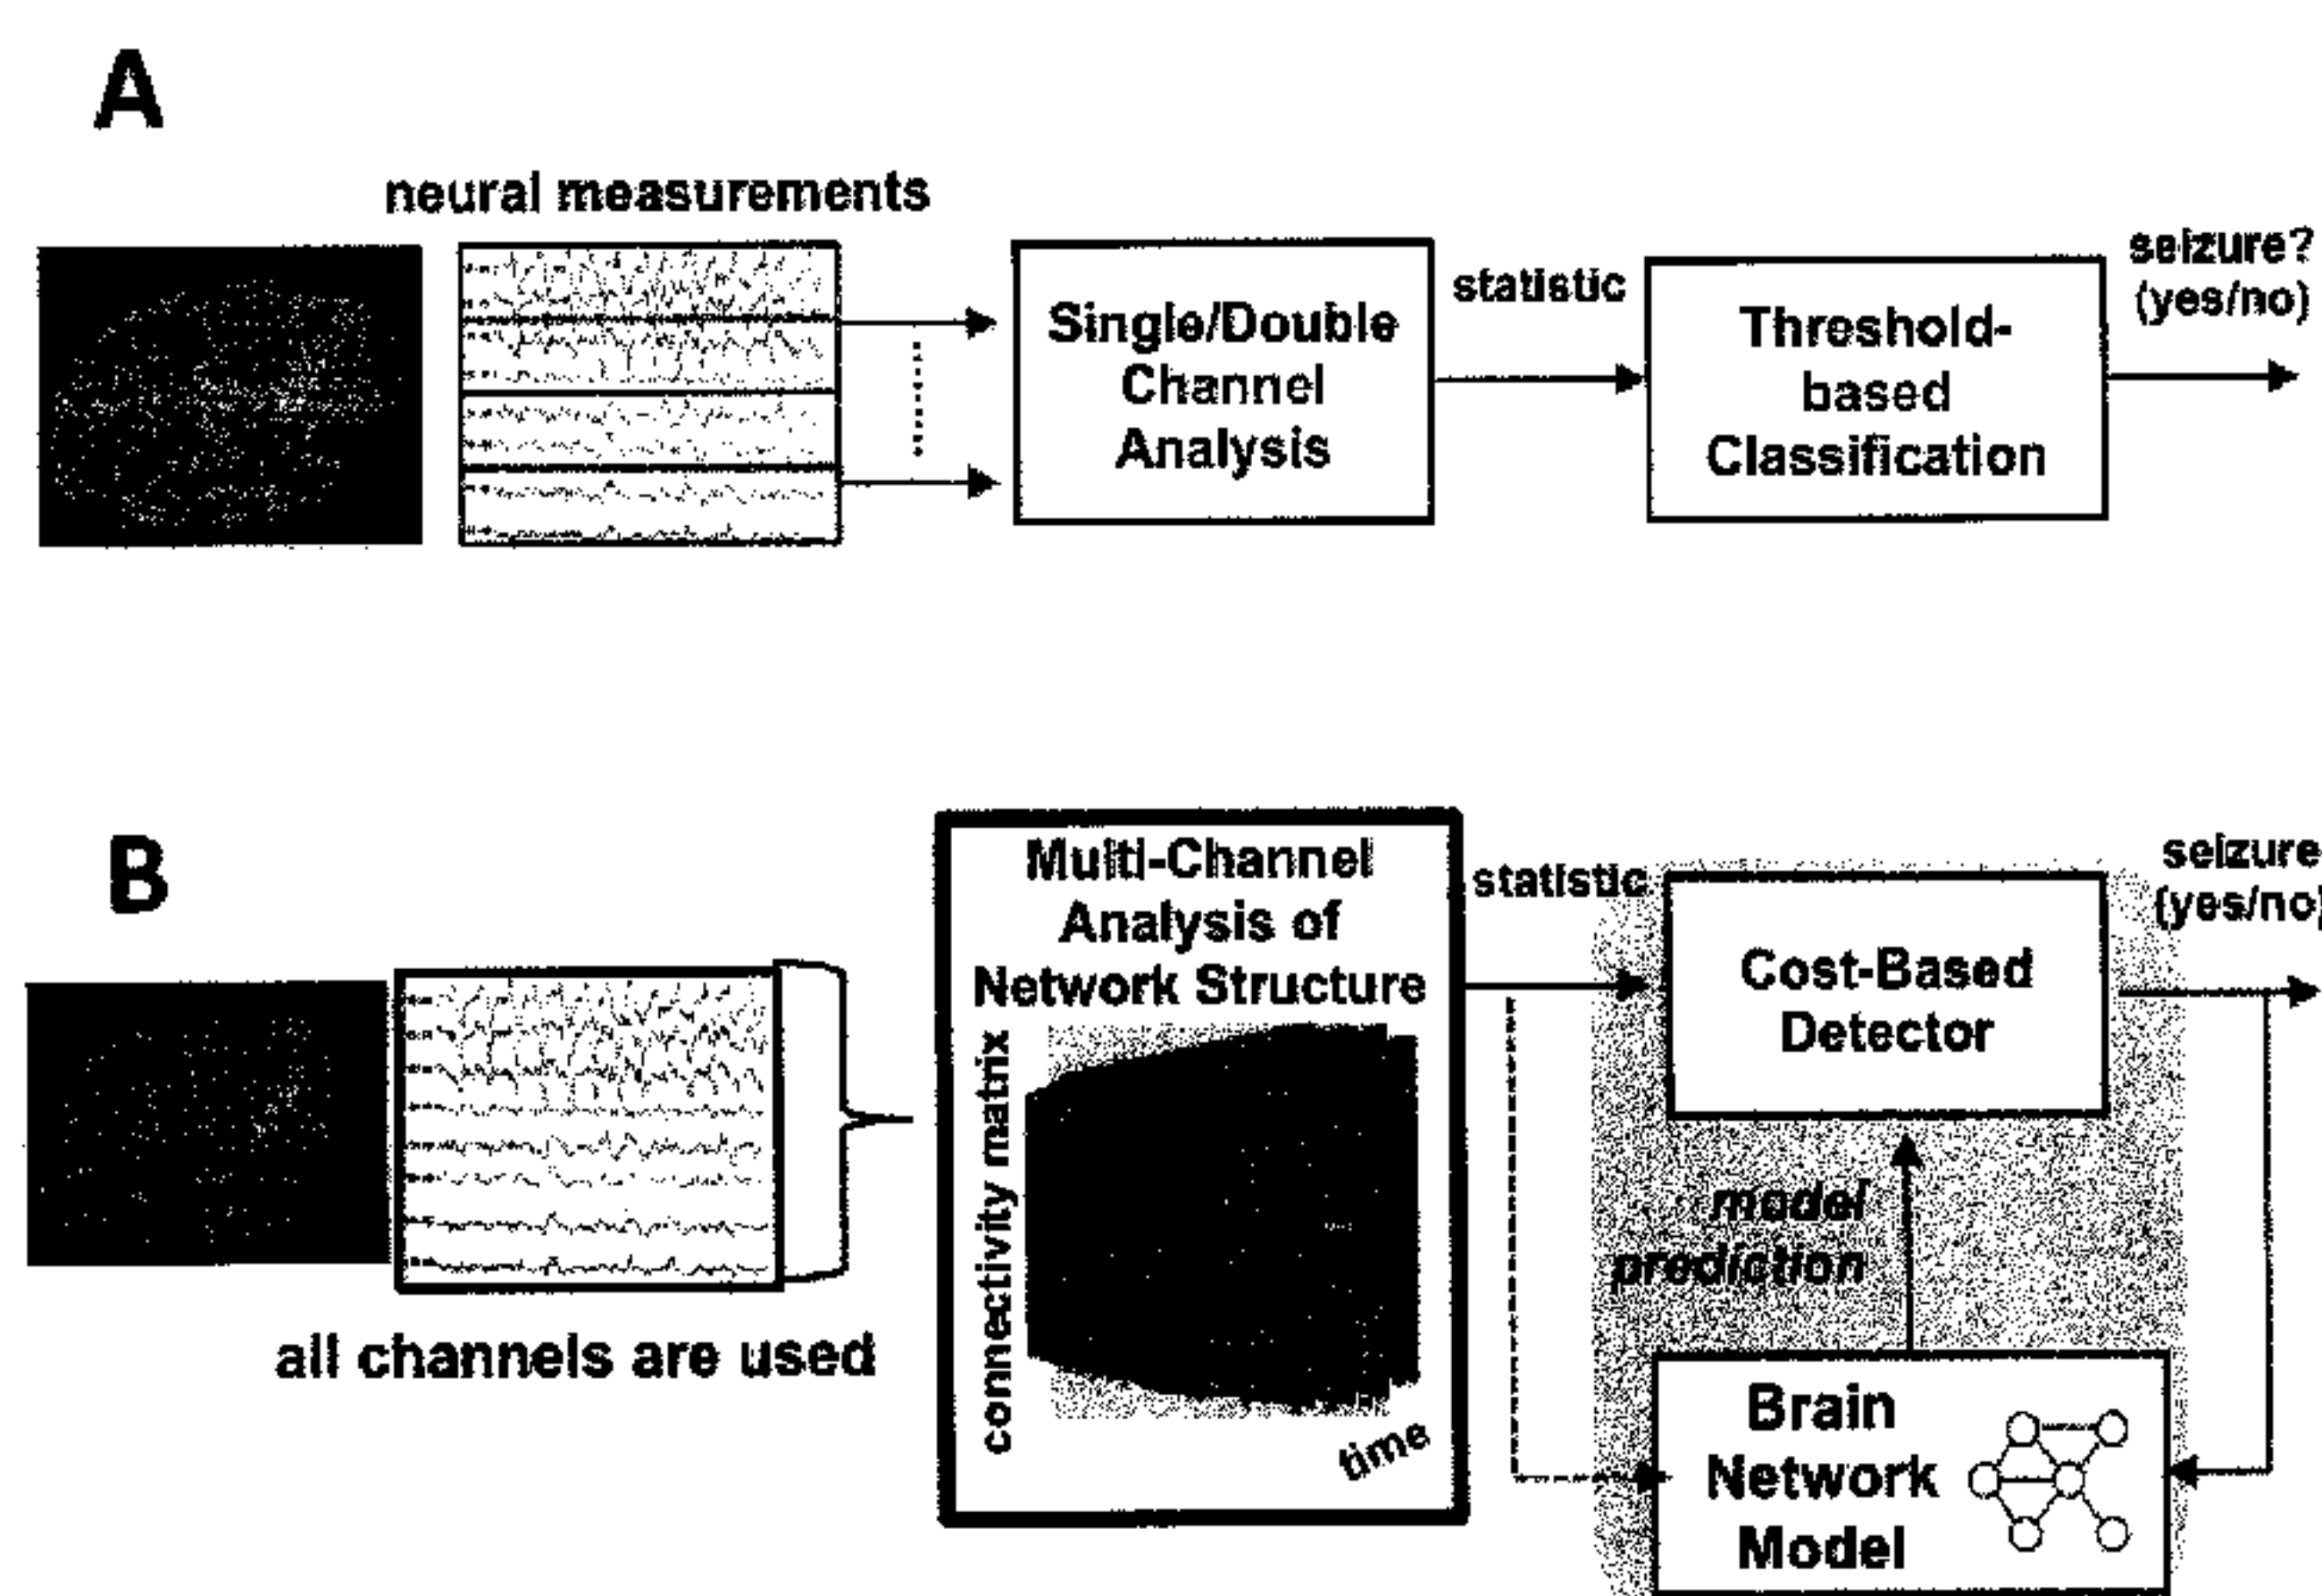 A
neural measurements
Single/Double
Channel
Analysis
statistic
Threshold-
based
Classification
seizure?
(yes/no)
B
all channels are used
Multi-Channel
Analysis of
Network Structure
connectivity matrix
time
statistic
Cost-Based
Detector
seizure
(yes/no)
model
prediction
Brain
Network
Model